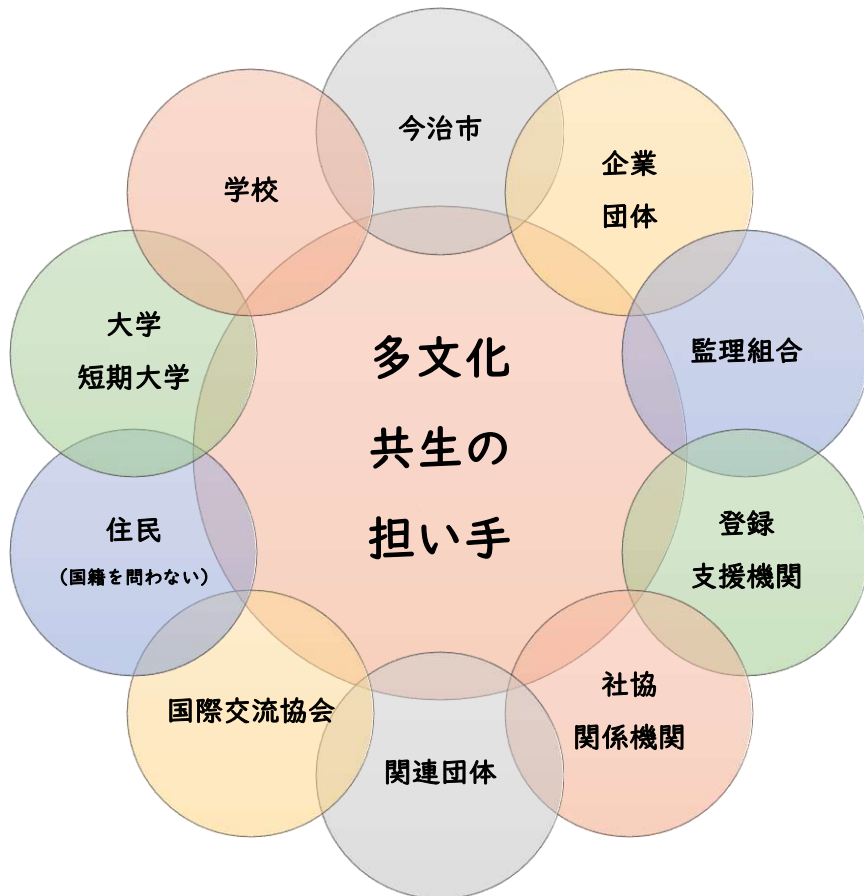 多文化
共生の
担い手
今治市
企業
団体
監理組合
登録
支援機関
社協
関係機関
関連団体
国際交流協会
住民
（国籍を問わない）
大学
短期大学
学校